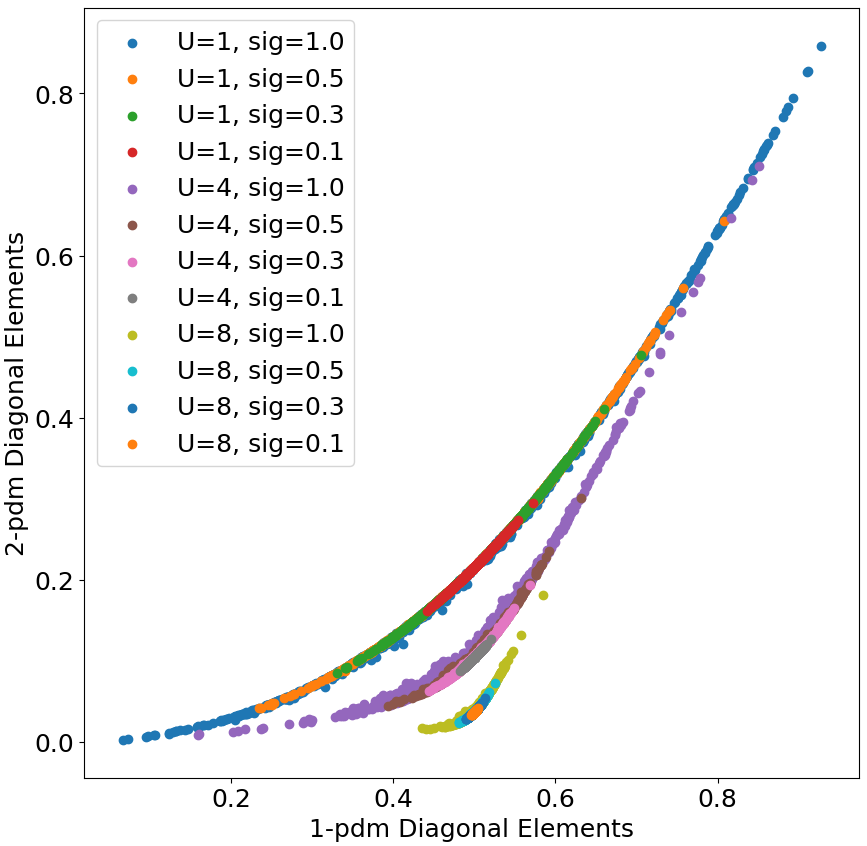 U=1, sig=1.0
U=1, sig=0.5
U=1, sig=0.3
U=1, sig=0.1
U=4, sig=1.0
U=4, sig=0.5
U=4, sig=0.3
U=4, sig=0.1
U=8, sig=1.0
U=8, sig=0.5
U=8, sig=0.3
U=8, sig=0.1
2-pdm Diagonal Elements
0.8
0.6
0.4
0.2
0.0
0.2 0.4 0.6 0.8
1-pdm Diagonal Elements